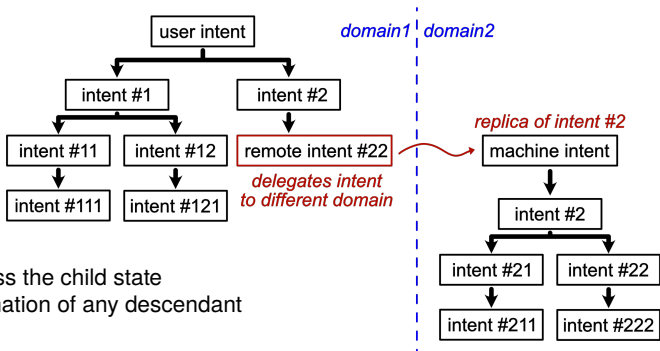 user intent
domain1
domain2
intent #1
intent #2
replica of intent #2
intent #11
intent #12
remote intent #22
machine intent
delegates intent
to different domain
intent #111
intent #121
intent #2
ss the child state
nation of any descendant
intent #21
intent #22
intent #211
intent #222